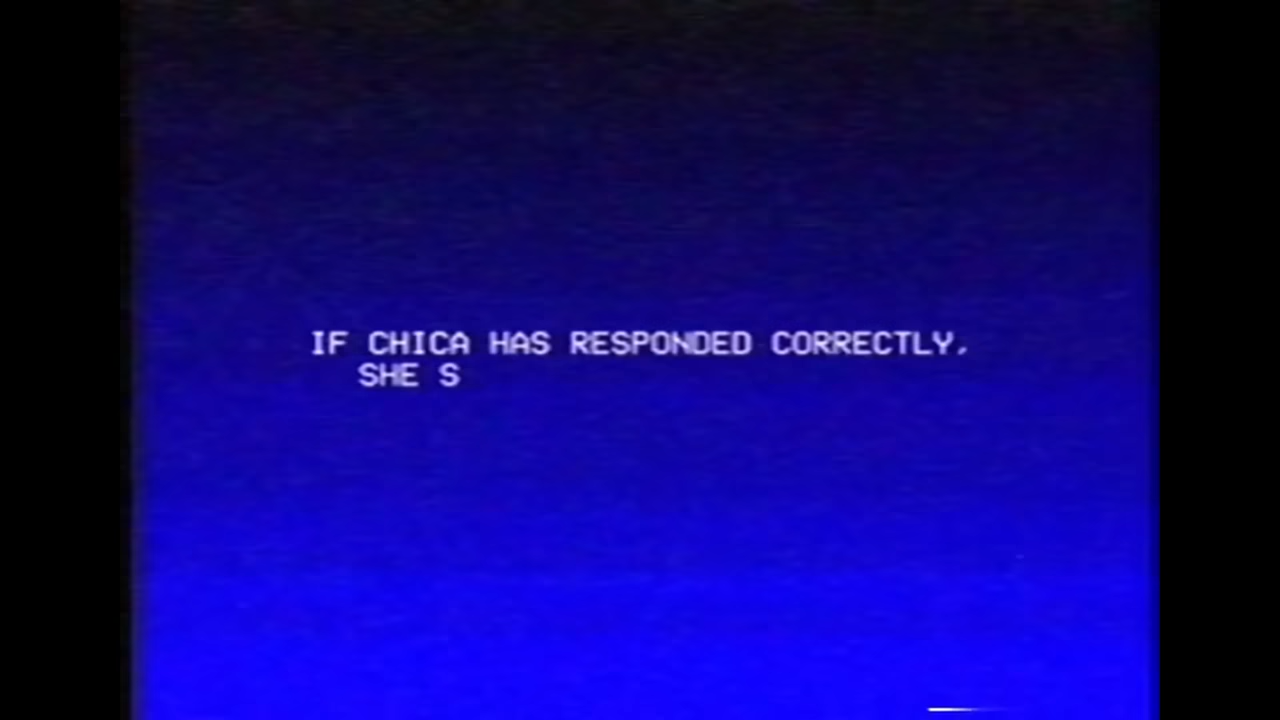 IF CHICA HAS RESPONDED CORRECTLY,
SHE S